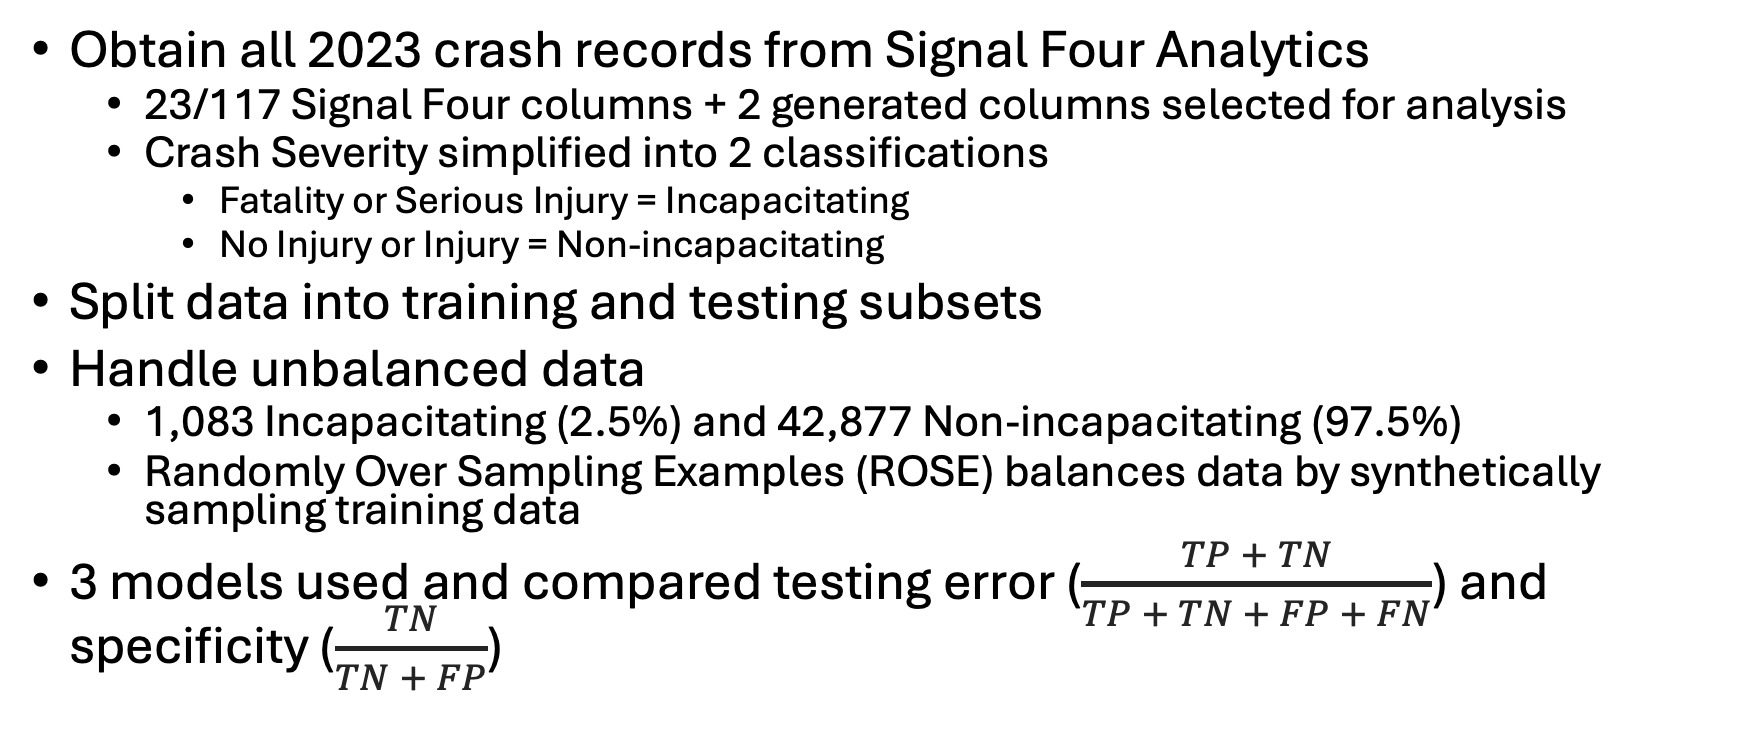 • Obtain all 2023 crash records from Signal Four Analytics
• 23/117 Signal Four columns + 2 generated columns selected for analysis
• Crash Severity simplified into 2 classifications
• Fatality or Serious Injury = Incapacitating
• No Injury or Injury = Non-incapacitating
• Split data into training and testing subsets
• Handle unbalanced data
• 1,083 Incapacitating (2.5%) and 42,877 Non-incapacitating (97.5%)
• Randomly Over Sampling Examples (ROSE) balances data by synthetically
sampling training data
• 3 models used and compared testing error (\frac{TP + TN}{TP + TN + FP + FN}) and
specificity (\frac{TN}{TN + FP})